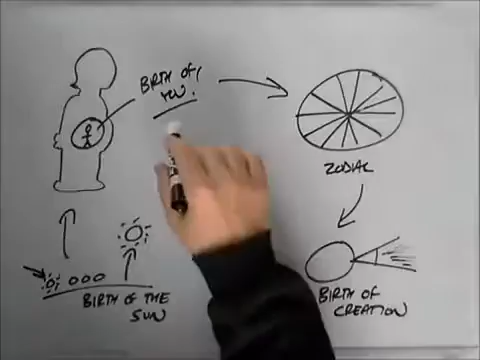 BIRTH OF
YOU!
ZODIAC
BIRTH OF THE
SUN
BIRTH OF
CREATION